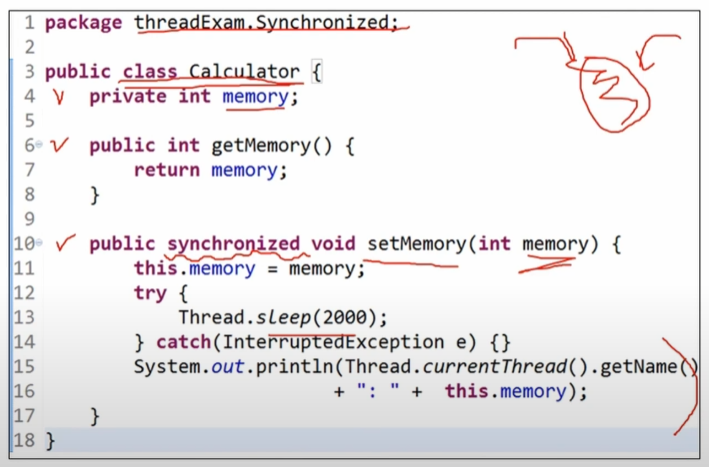 1 package threadExam.Synchronized;
2
3 public class Calculator {
4 private int memory;
5
6 public int getMemory() {
7 return memory;
8 }
9
10 public synchronized void setMemory(int memory) {
11 this.memory = memory;
12 try {
13 Thread.sleep(2000);
14 } catch(InterruptedException e) {}
15 System.out.println(Thread.currentThread().getName()
16 + ": " + this.memory);
17 }
18 }